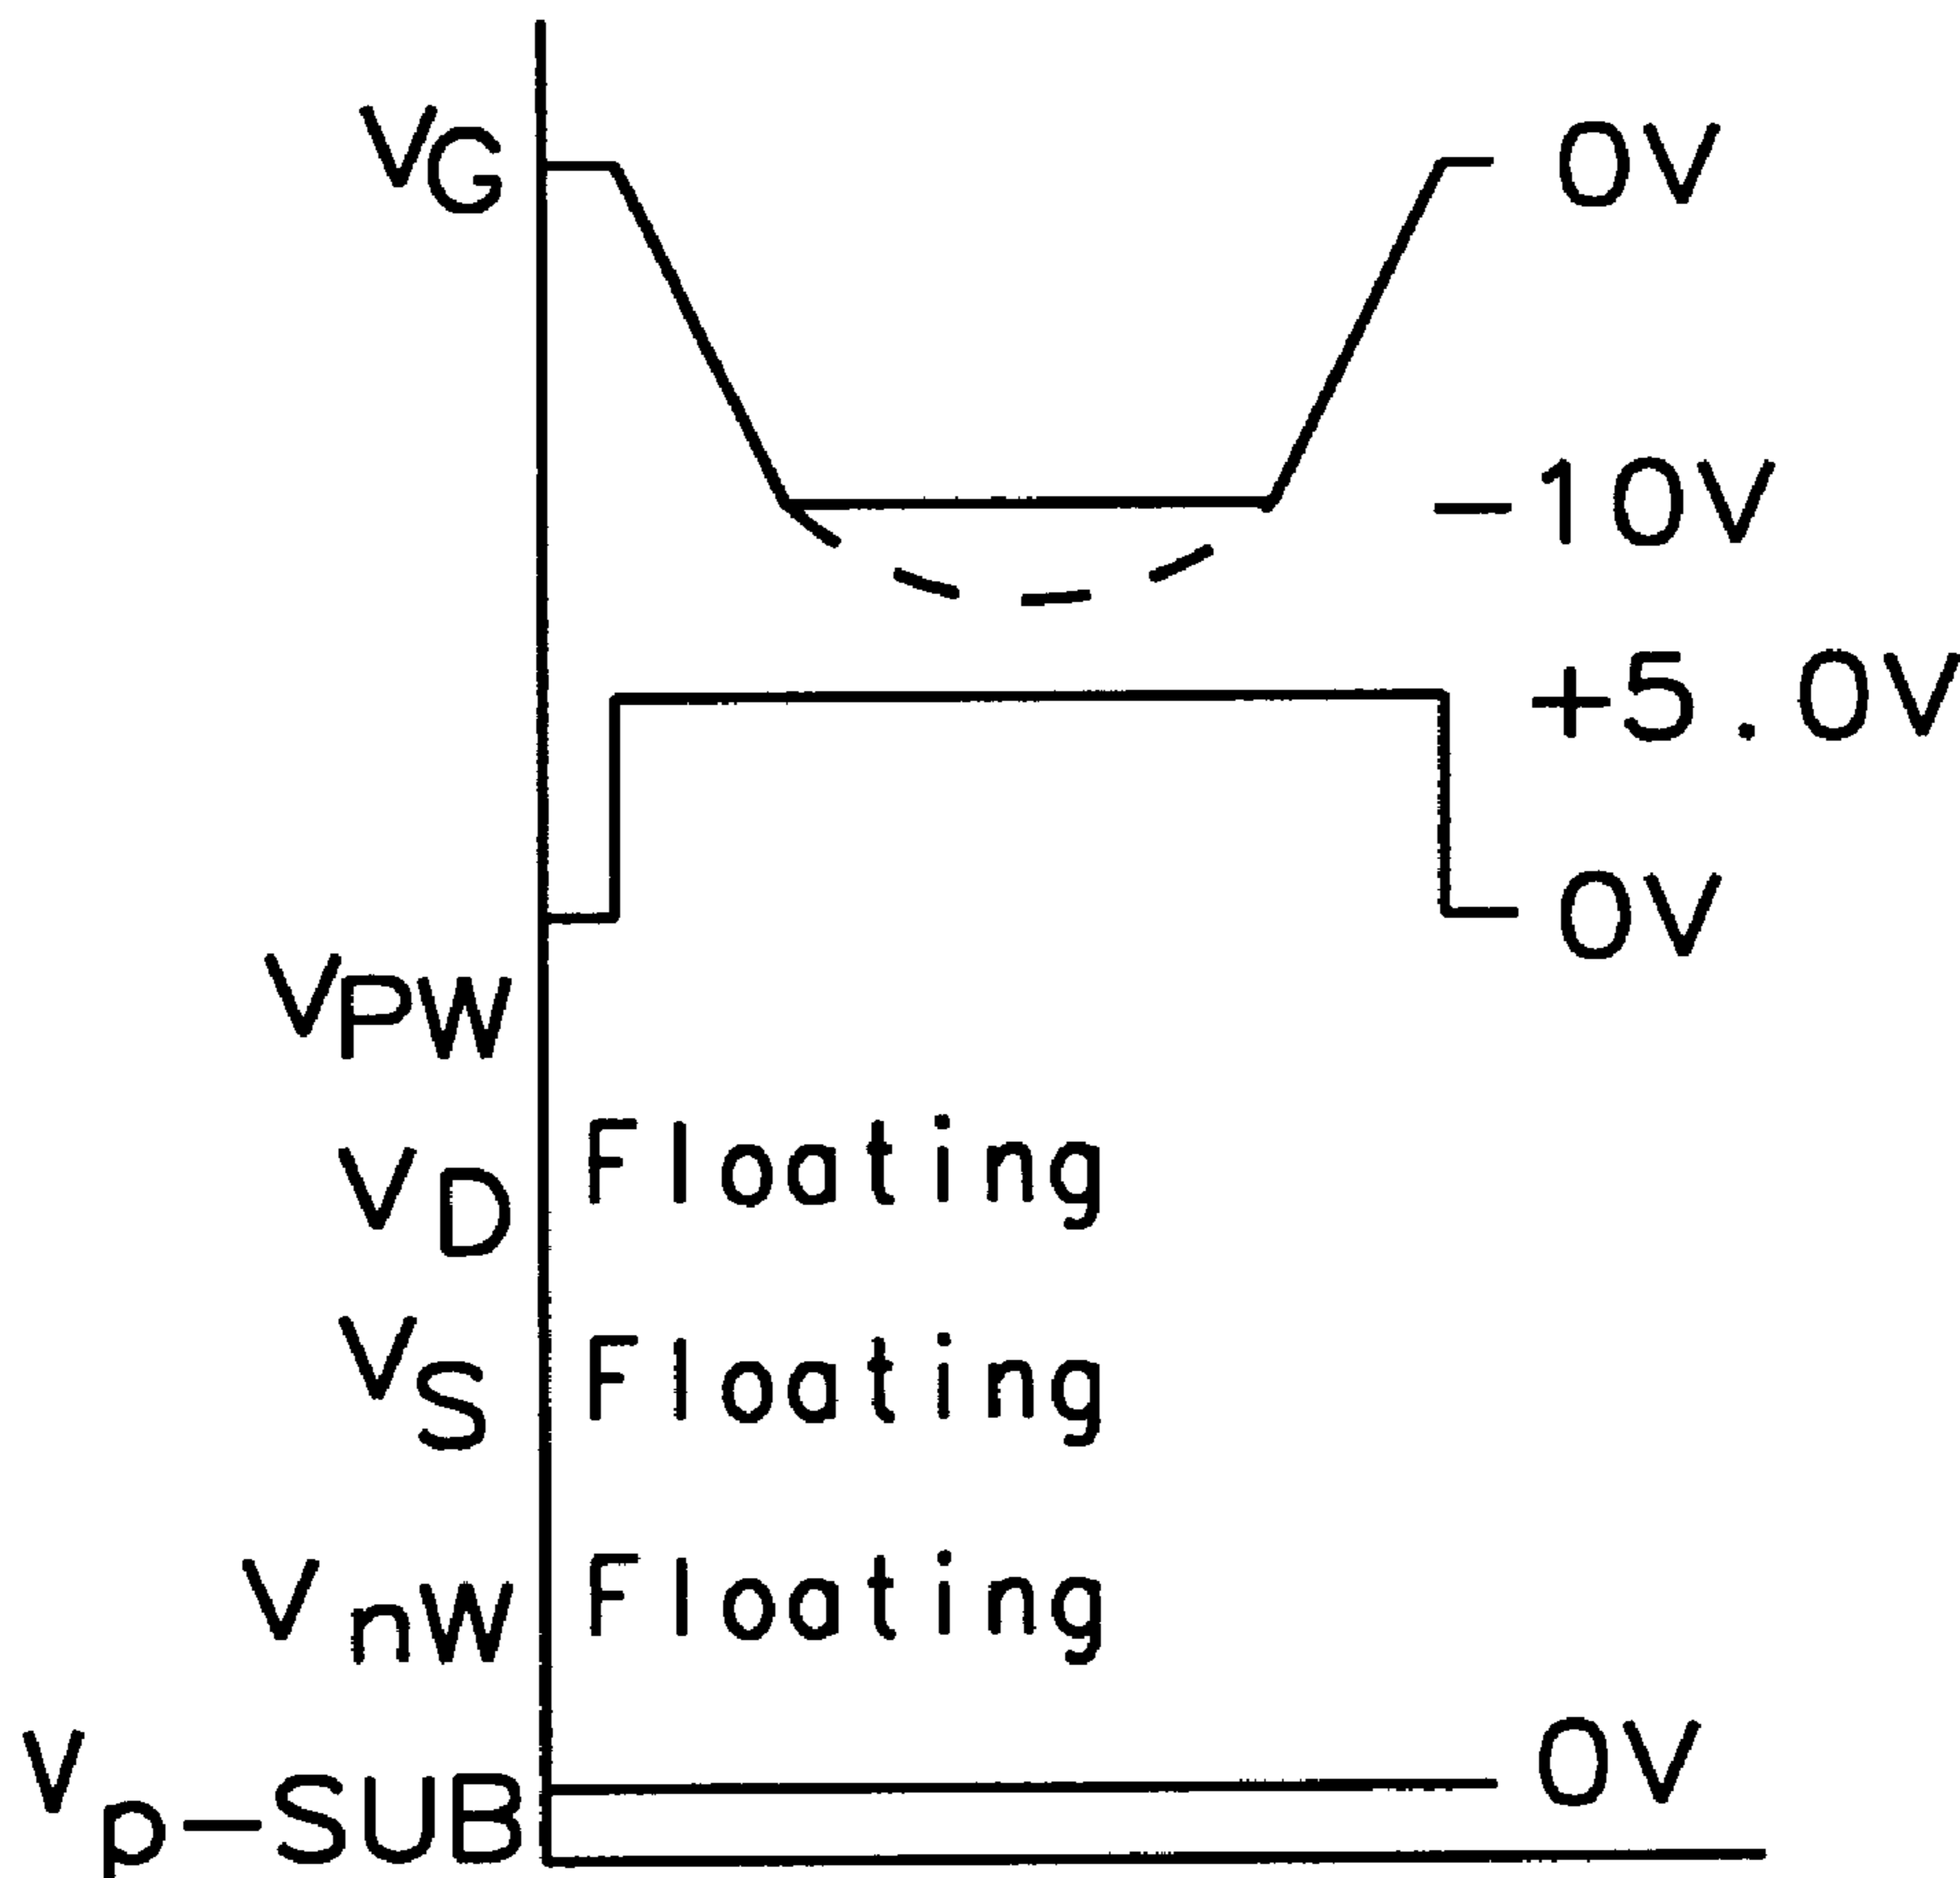 VG 0V
-10V
+5.0V
0V
VPW
VD Floating
VS Floating
VnW Floating
Vp-SUB 0V